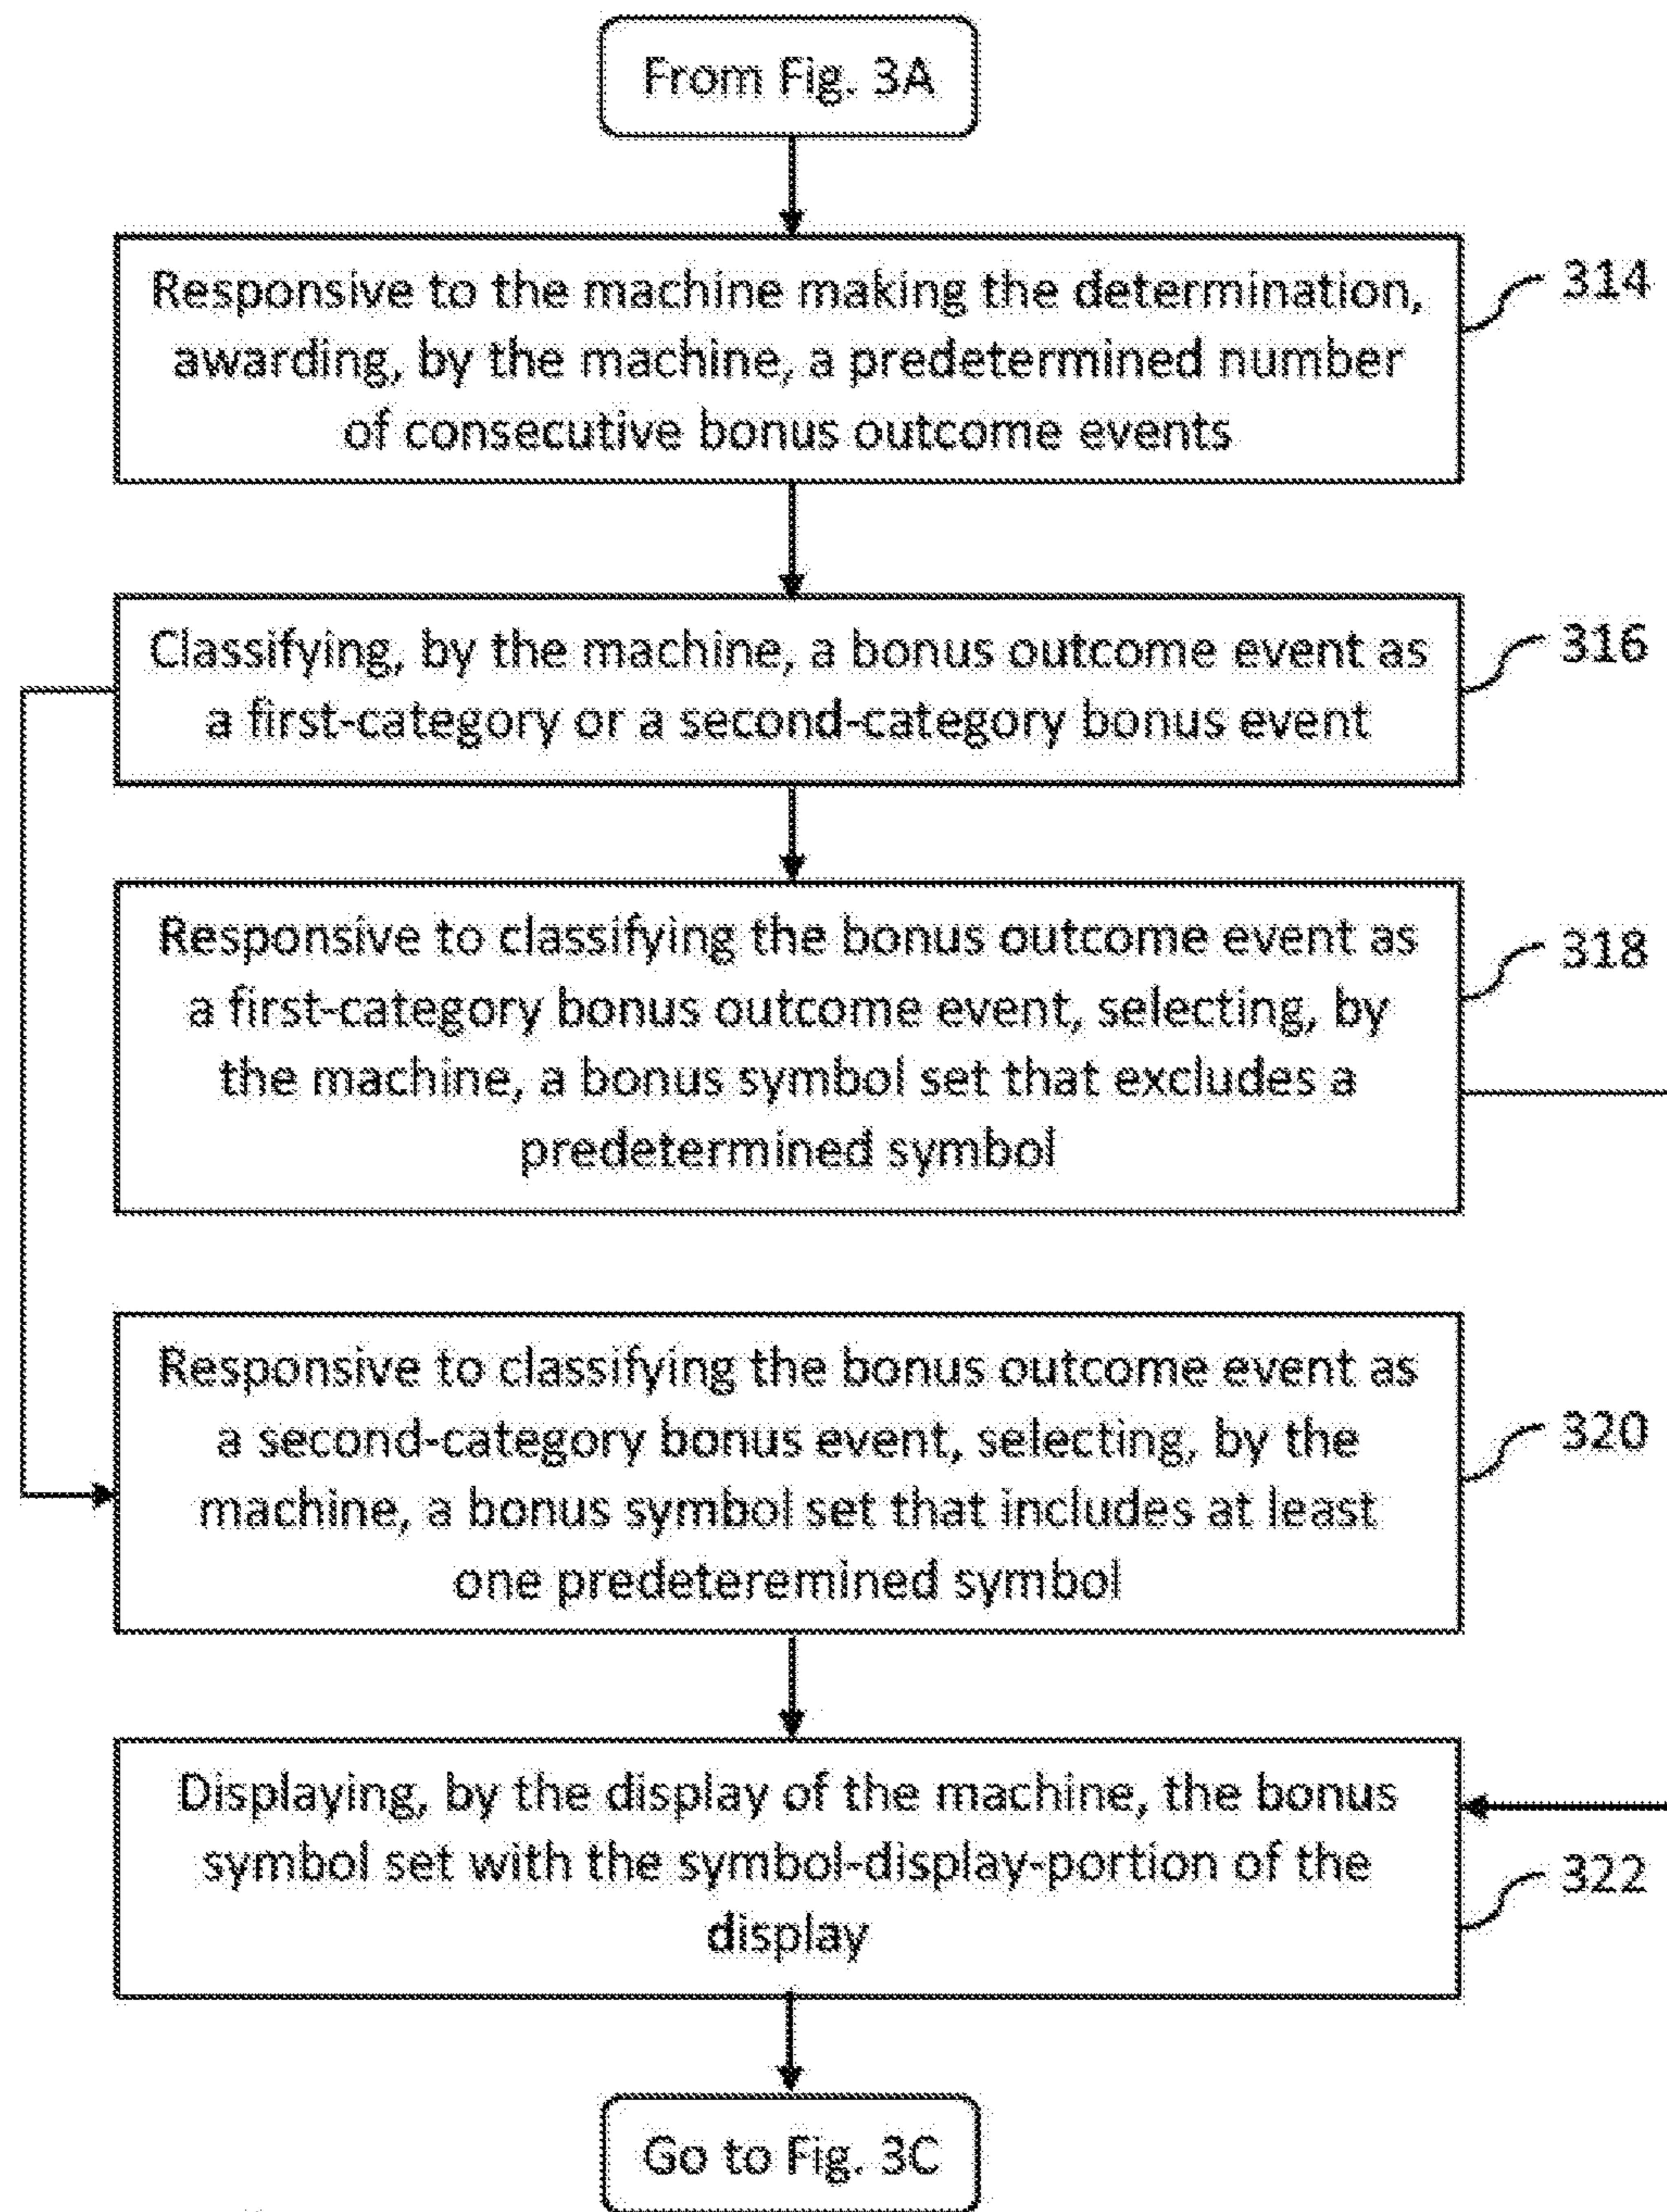 From Fig. 3A
Responsive to the machine making the determination,
awarding, by the machine, a predetermined number
of consecutive bonus outcome events
314
Classifying, by the machine, a bonus outcome event as
a first-category or a second-category bonus event
316
Responsive to classifying the bonus outcome event as
a first-category bonus outcome event, selecting, by
the machine, a bonus symbol set that excludes a
predetermined symbol
318
Responsive to classifying the bonus outcome event as
a second-category bonus event, selecting, by the
machine, a bonus symbol set that includes at least
one predeteremined symbol
320
Displaying, by the display of the machine, the bonus
symbol set with the symbol-display-portion of the
display
322
Go to Fig. 3C